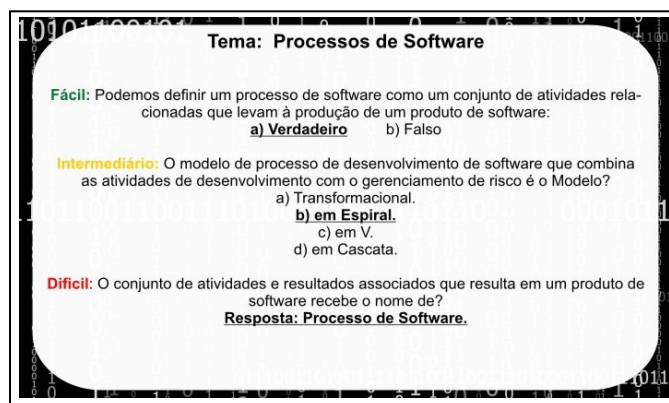 Tema: Processos de Software
Fácil: Podemos definir um processo de software como um conjunto de atividades rela-
cionadas que levam à produção de um produto de software:
a) Verdadeiro b) Falso
Intermediário: O modelo de processo de desenvolvimento de software que combina
as atividades de desenvolvimento com o gerenciamento de risco é o Modelo?
a) Transformacional.
b) em Espiral.
c) em V.
d) em Cascata.
Dificil: O conjunto de atividades e resultados associados que resulta em um produto de
software recebe o nome de?
Resposta: Processo de Software.